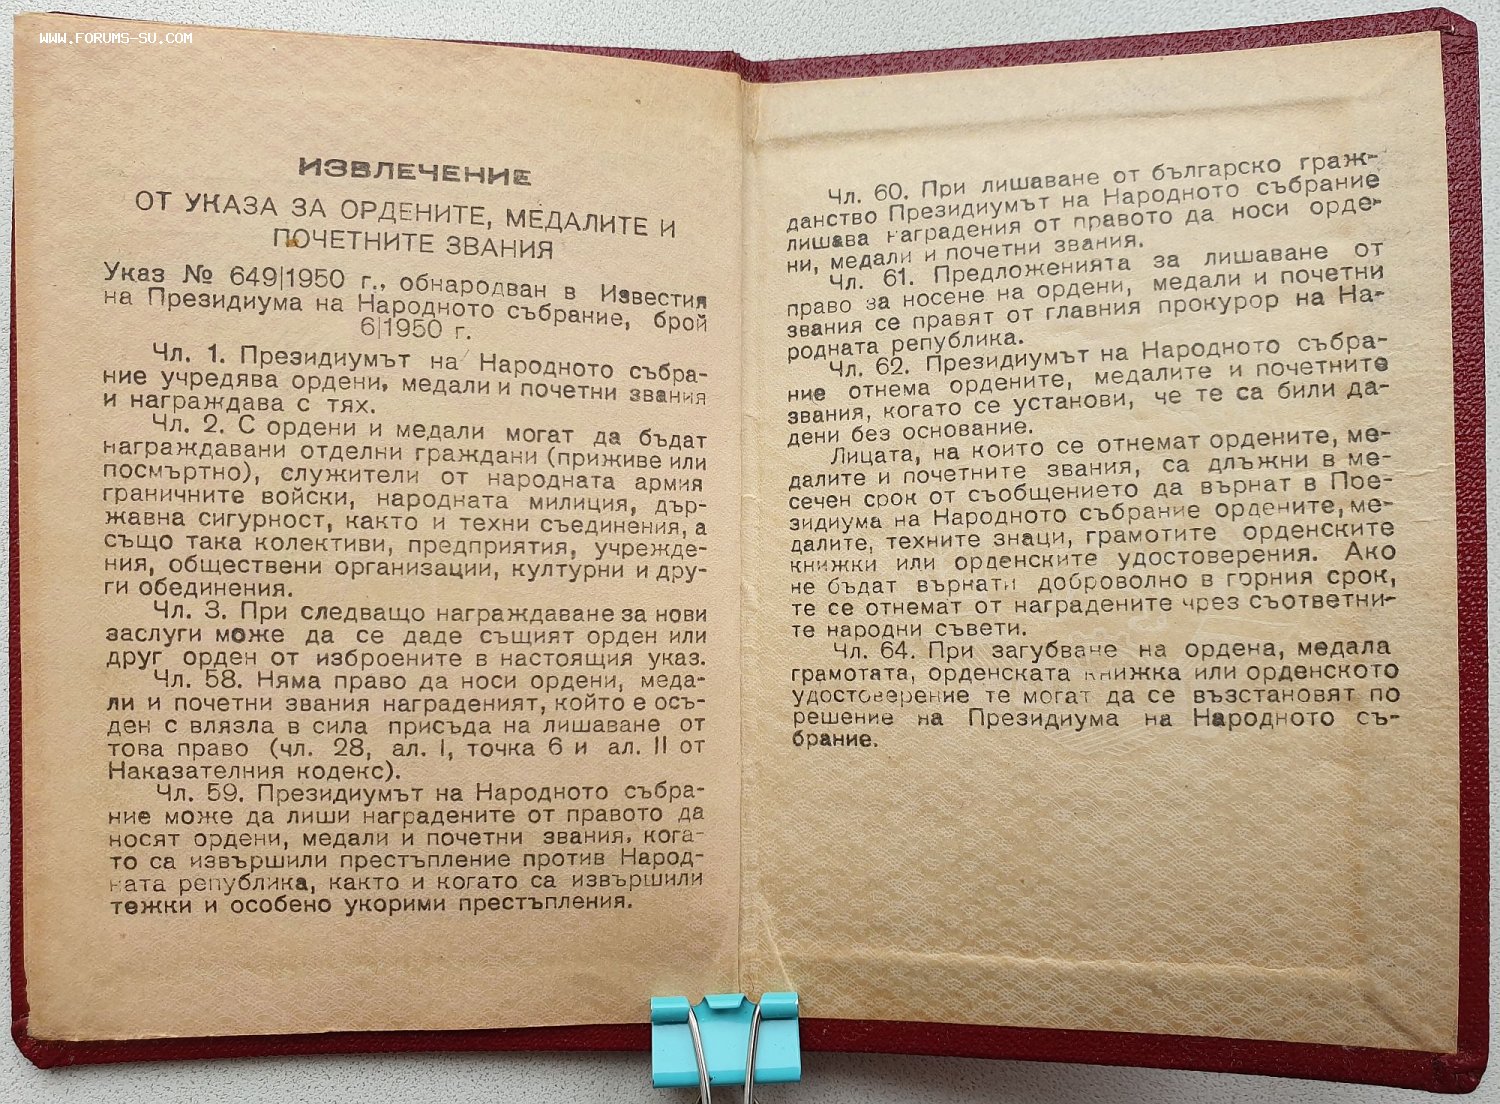 WWW.FORUMS-SU.COM
ИЗВЛЕЧЕНИЕ
ОТ УКАЗА ЗА ОРДЕНИТЕ, МЕДАЛИТЕ И
ПОЧЕТНИТЕ ЗВАНИЯ
Указ № 649|1950 г., обнародван в Известия
на Президиума на Народното събрание, брой
6|1950 г.
Чл. 1. Президиумът на Народното събра-
ние учредява ордени, медали и почетни звания
и награждава с тях.
Чл. 2. С ордени и медали могат да бъдат
награждавани отделни граждани (приживе или
посмъртно), служители от народната армия
граничните войски, народната милиция, дър-
жавна сигурност, както и техни съединения, а
също така колективи, предприятия, учрежде-
ния, обществени организации, културни и дру-
ги обединения.
Чл. 3. При следващо награждаване за нови
заслуги може да се даде същият орден или
друг орден от изброените в настоящия указ.
Чл. 58. Няма право да носи ордени, меда-
ли и почетни звания награденият, който е осъ-
ден с влязла в сила присъда на лишаване от
това право (чл. 28, ал. I, точка 6 и ал. II от
Наказателния кодекс).
Чл. 59. Президиумът на Народното събра-
ние може да лиши наградените от правото да
носят ордени, медали и почетни звания, кога-
то са извършили престъпление против Народ-
ната република, както и когато са извършили
тежки и особено укорими престъпления.
Чл. 60. При лишаване от българско граж-
данство Президиумът на Народното събрание
лишава наградения от правото да носи орде-
ни, медали и почетни звания.
Чл. 61. Предложенията за лишаване от
право за носене на ордени, медали и почетни
звания се правят от главния прокурор на На-
родната република.
Чл. 62. Президиумът на Народното събра-
ние отнема ордените, медалите и почетните
звания, когато се установи, че те са били да-
дени без основание.
Лицата, на които се отнемат ордените, ме-
далите и почетните звания, са длъжни в ме-
сечен срок от съобщението да върнат в Пое-
зидиума на Народното събрание ордените, ме-
далите, техните знаци, грамотите орденските
книжки или орденските удостоверения. Ако
не бъдат върнати доброволно в горния срок,
те се отнемат от наградените чрез съответни-
те народни съвети.
Чл. 64. При загубване на ордена, медала
грамотата, орденската книжка или орденското
удостоверение те могат да се възстановят по
решение на Президиума на Народното съ-
брание.